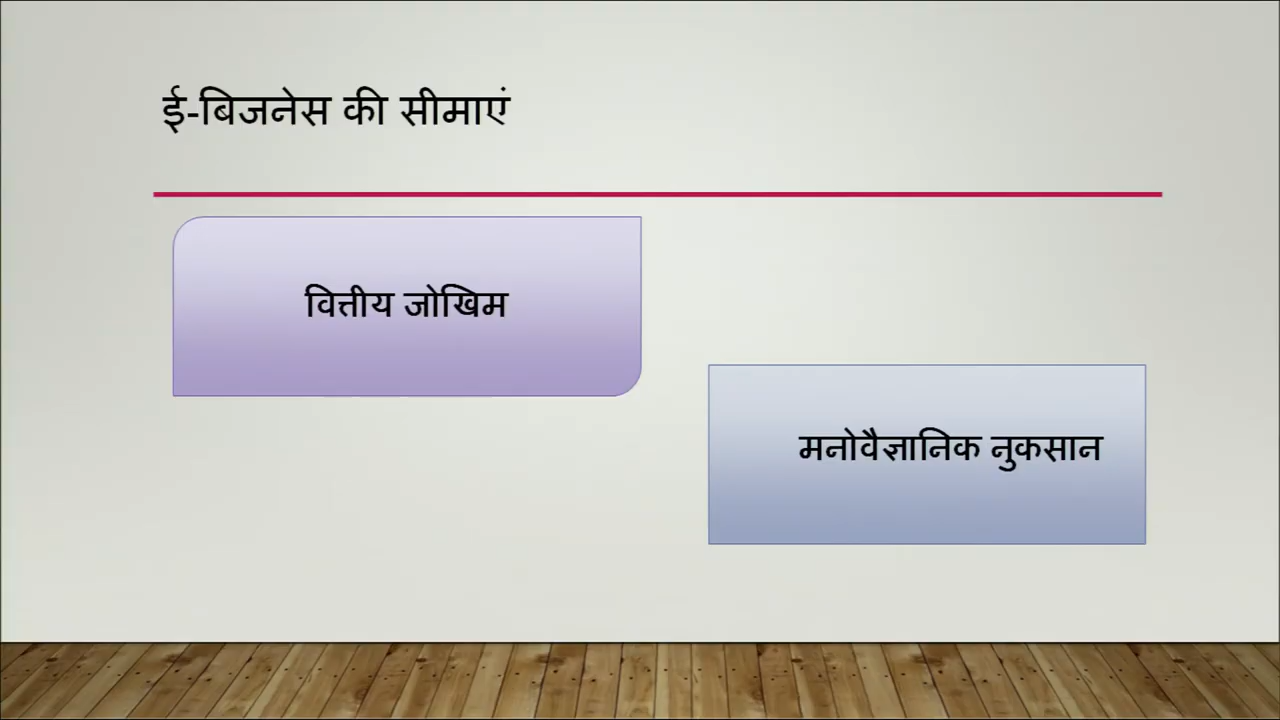 ई-बिजनेस की सीमाएं
वित्तीय जोखिम
मनोवैज्ञानिक नुकसान